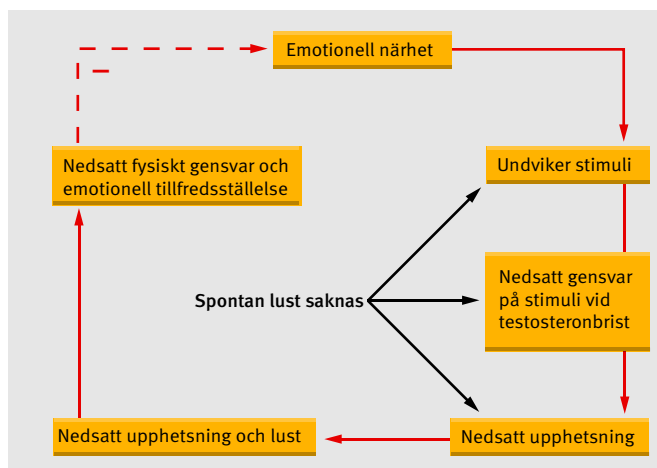 Emotionell närhet
Nedsatt fysiskt gensvar och
emotionell tillfredsställelse
Undviker stimuli
Spontan lust saknas
Nedsatt gensvar
på stimuli vid
testosteronbrist
Nedsatt upphetsning och lust
Nedsatt upphetsning